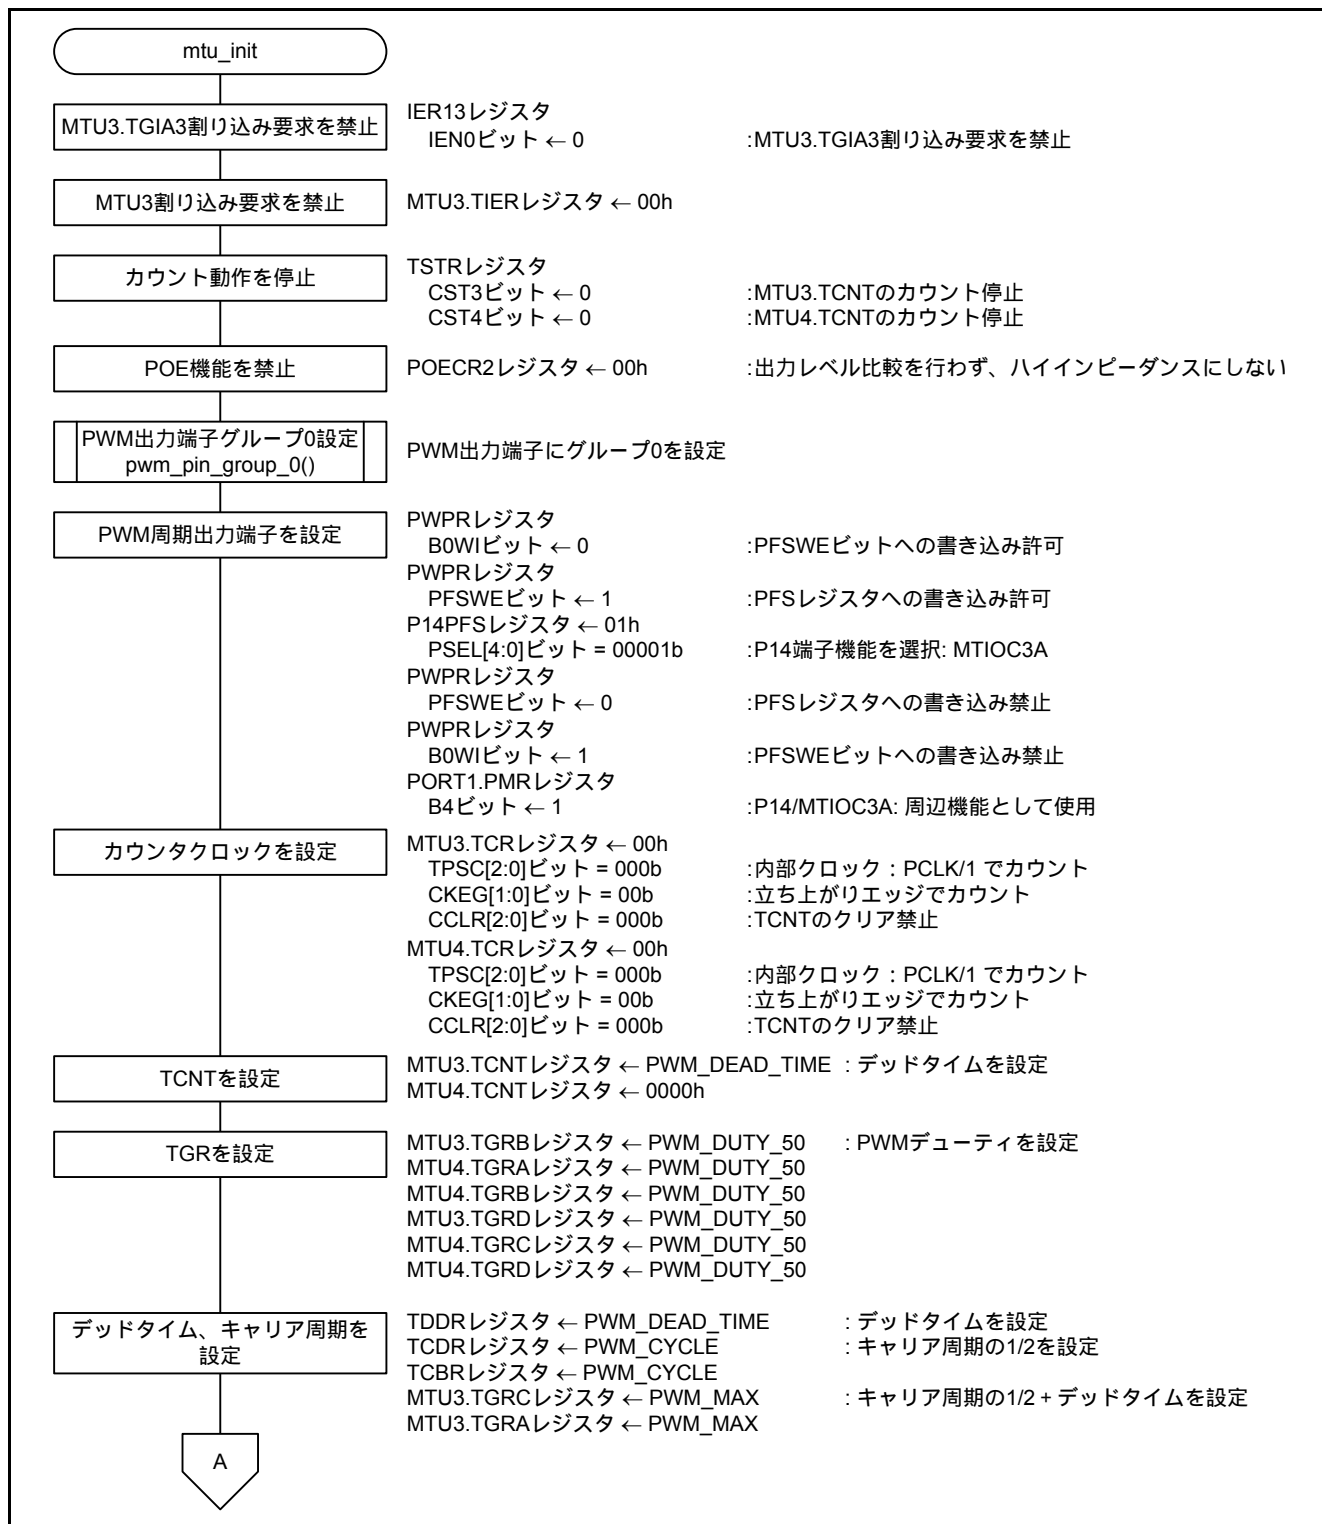 mtu_init
MTU3.TGIA3割り込み要求を禁止
IER13レジスタ
IEN0ビット ← 0 :MTU3.TGIA3割り込み要求を禁止
MTU3割り込み要求を禁止
MTU3.TIERレジスタ ← 00h
カウント動作を停止
TSTRレジスタ
CST3ビット ← 0 :MTU3.TCNTのカウント停止
CST4ビット ← 0 :MTU4.TCNTのカウント停止
POE機能を禁止
POECR2レジスタ ← 00h :出力レベル比較を行わず、ハイインピーダンスにしない
PWM出力端子グループ0設定
pwm_pin_group_0()
PWM出力端子にグループ0を設定
PWM周期出力端子を設定
PWPRレジスタ
B0WIビット ← 0 :PFSWEビットへの書き込み許可
PWPRレジスタ
PFSWEビット ← 1 :PFSレジスタへの書き込み許可
P14PFSレジスタ ← 01h
PSEL[4:0]ビット = 00001b :P14端子機能を選択: MTIOC3A
PWPRレジスタ
PFSWEビット ← 0 :PFSレジスタへの書き込み禁止
PWPRレジスタ
B0WIビット ← 1 :PFSWEビットへの書き込み禁止
PORT1.PMRレジスタ
B4ビット ← 1 :P14/MTIOC3A: 周辺機能として使用
カウンタクロックを設定
MTU3.TCRレジスタ ← 00h
TPSC[2:0]ビット = 000b :内部クロック：PCLK/1 でカウント
CKEG[1:0]ビット = 00b :立ち上がりエッジでカウント
CCLR[2:0]ビット = 000b :TCNTのクリア禁止
MTU4.TCRレジスタ ← 00h
TPSC[2:0]ビット = 000b :内部クロック：PCLK/1 でカウント
CKEG[1:0]ビット = 00b :立ち上がりエッジでカウント
CCLR[2:0]ビット = 000b :TCNTのクリア禁止
TCNTを設定
MTU3.TCNTレジスタ ← PWM_DEAD_TIME : デッドタイムを設定
MTU4.TCNTレジスタ ← 0000h
TGRを設定
MTU3.TGRBレジスタ ← PWM_DUTY_50 : PWMデューティを設定
MTU4.TGRAレジスタ ← PWM_DUTY_50
MTU4.TGRBレジスタ ← PWM_DUTY_50
MTU3.TGRDレジスタ ← PWM_DUTY_50
MTU4.TGRCレジスタ ← PWM_DUTY_50
MTU4.TGRDレジスタ ← PWM_DUTY_50
デッドタイム、キャリア周期を
設定
TDDRレジスタ ← PWM_DEAD_TIME : デッドタイムを設定
TCDRレジスタ ← PWM_CYCLE : キャリア周期の1/2を設定
TCBRレジスタ ← PWM_CYCLE
MTU3.TGRCレジスタ ← PWM_MAX : キャリア周期の1/2 + デッドタイムを設定
MTU3.TGRAレジスタ ← PWM_MAX
A